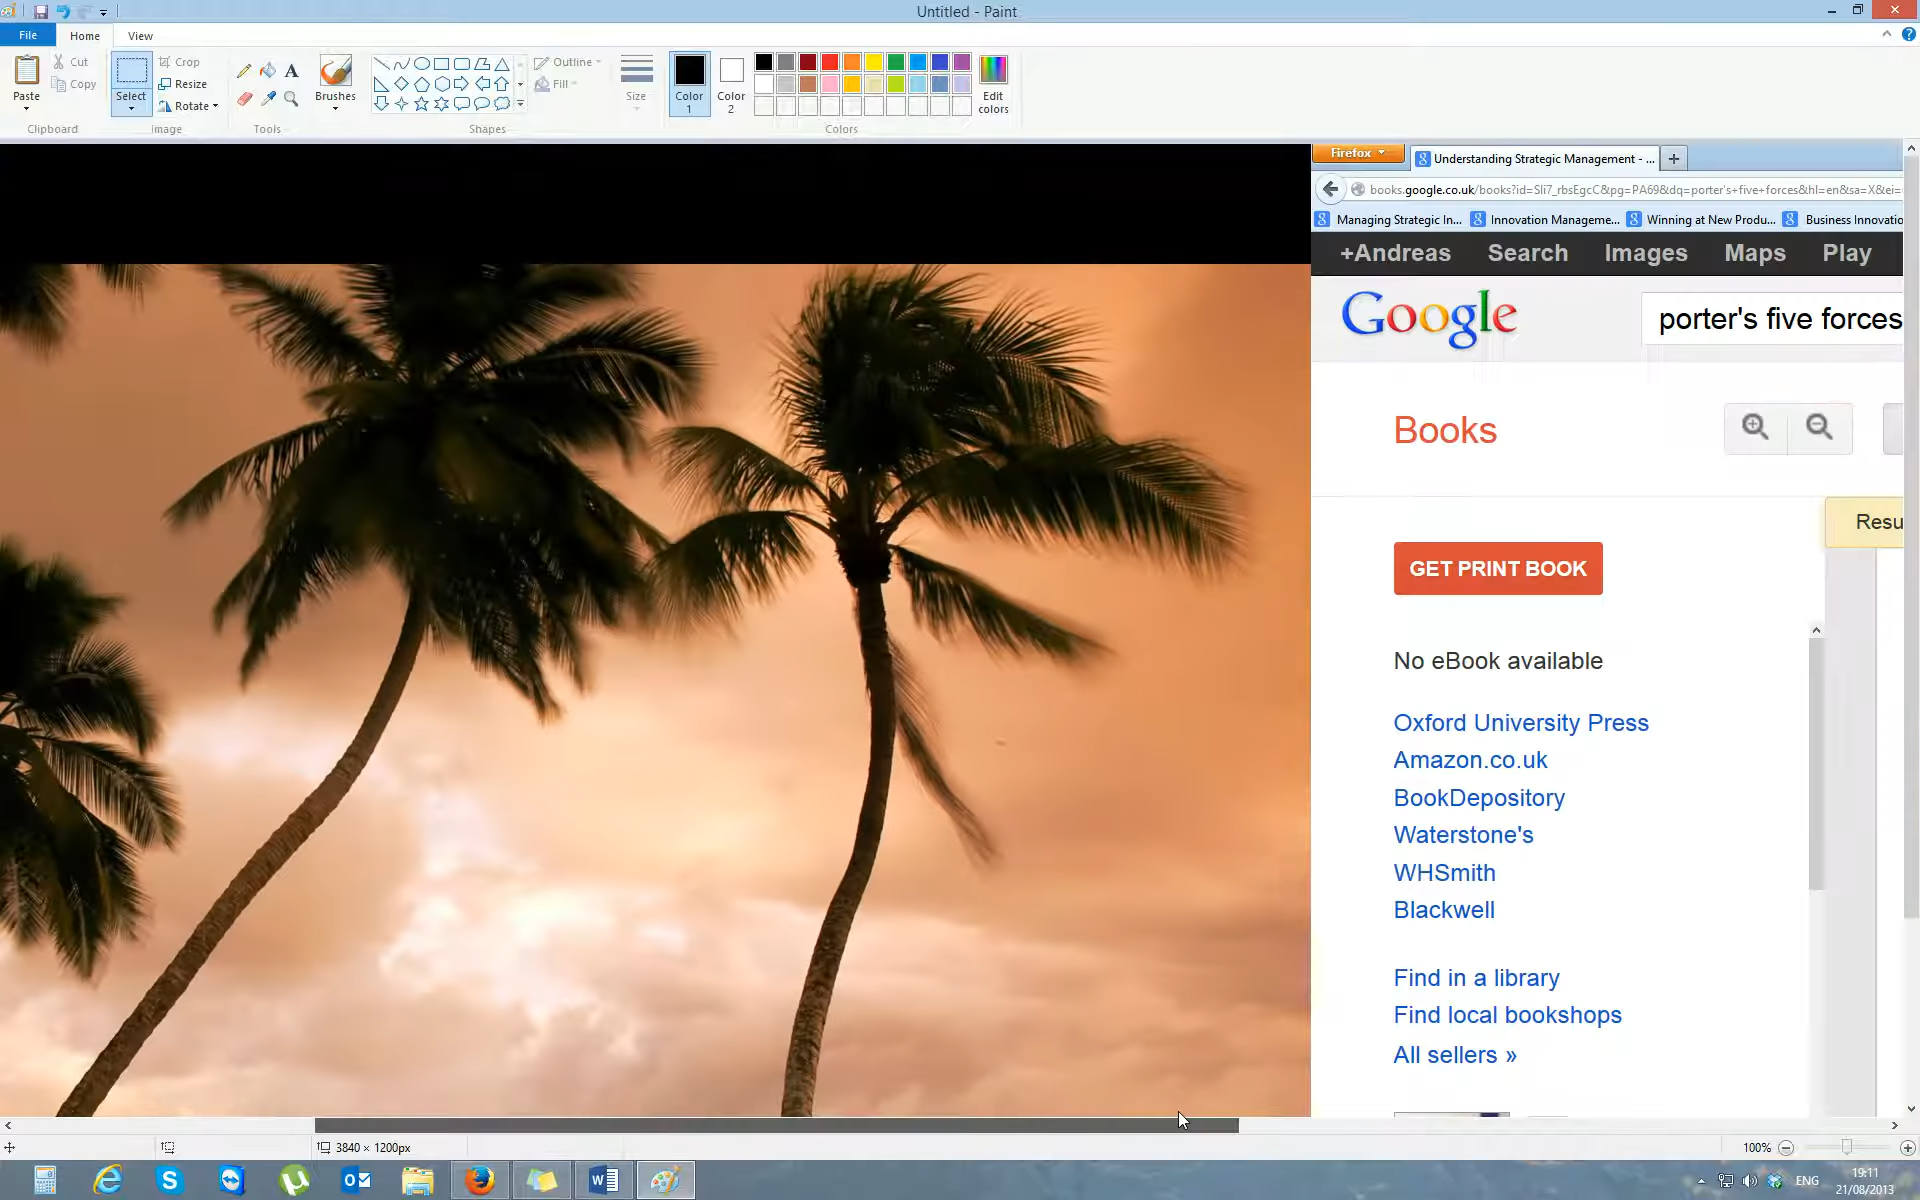 Untitled - Paint
File Home View
Paste
Cut
Copy
Clipboard
Select
Crop
Resize
Rotate
Image
A
Tools
Brushes
Shapes
Outline
Fill
Size
Color 1
Color 2
Colors
Edit colors
Firefox
Understanding Strategic Management - ...
books.google.co.uk/books?id=Sli7_rbsEgcC&pg=PA69&dq=porter's+five+forces&hl=en&sa=X&ei=
Managing Strategic In... Innovation Manageme... Winning at New Produ... Business Innovatio
+Andreas Search Images Maps Play
Google porter's five forces
Books
Resu
GET PRINT BOOK
No eBook available
Oxford University Press
Amazon.co.uk
BookDepository
Waterstone's
WHSmith
Blackwell
Find in a library
Find local bookshops
All sellers »
3840 × 1200px
100%
ENG
19:11
21/08/2013